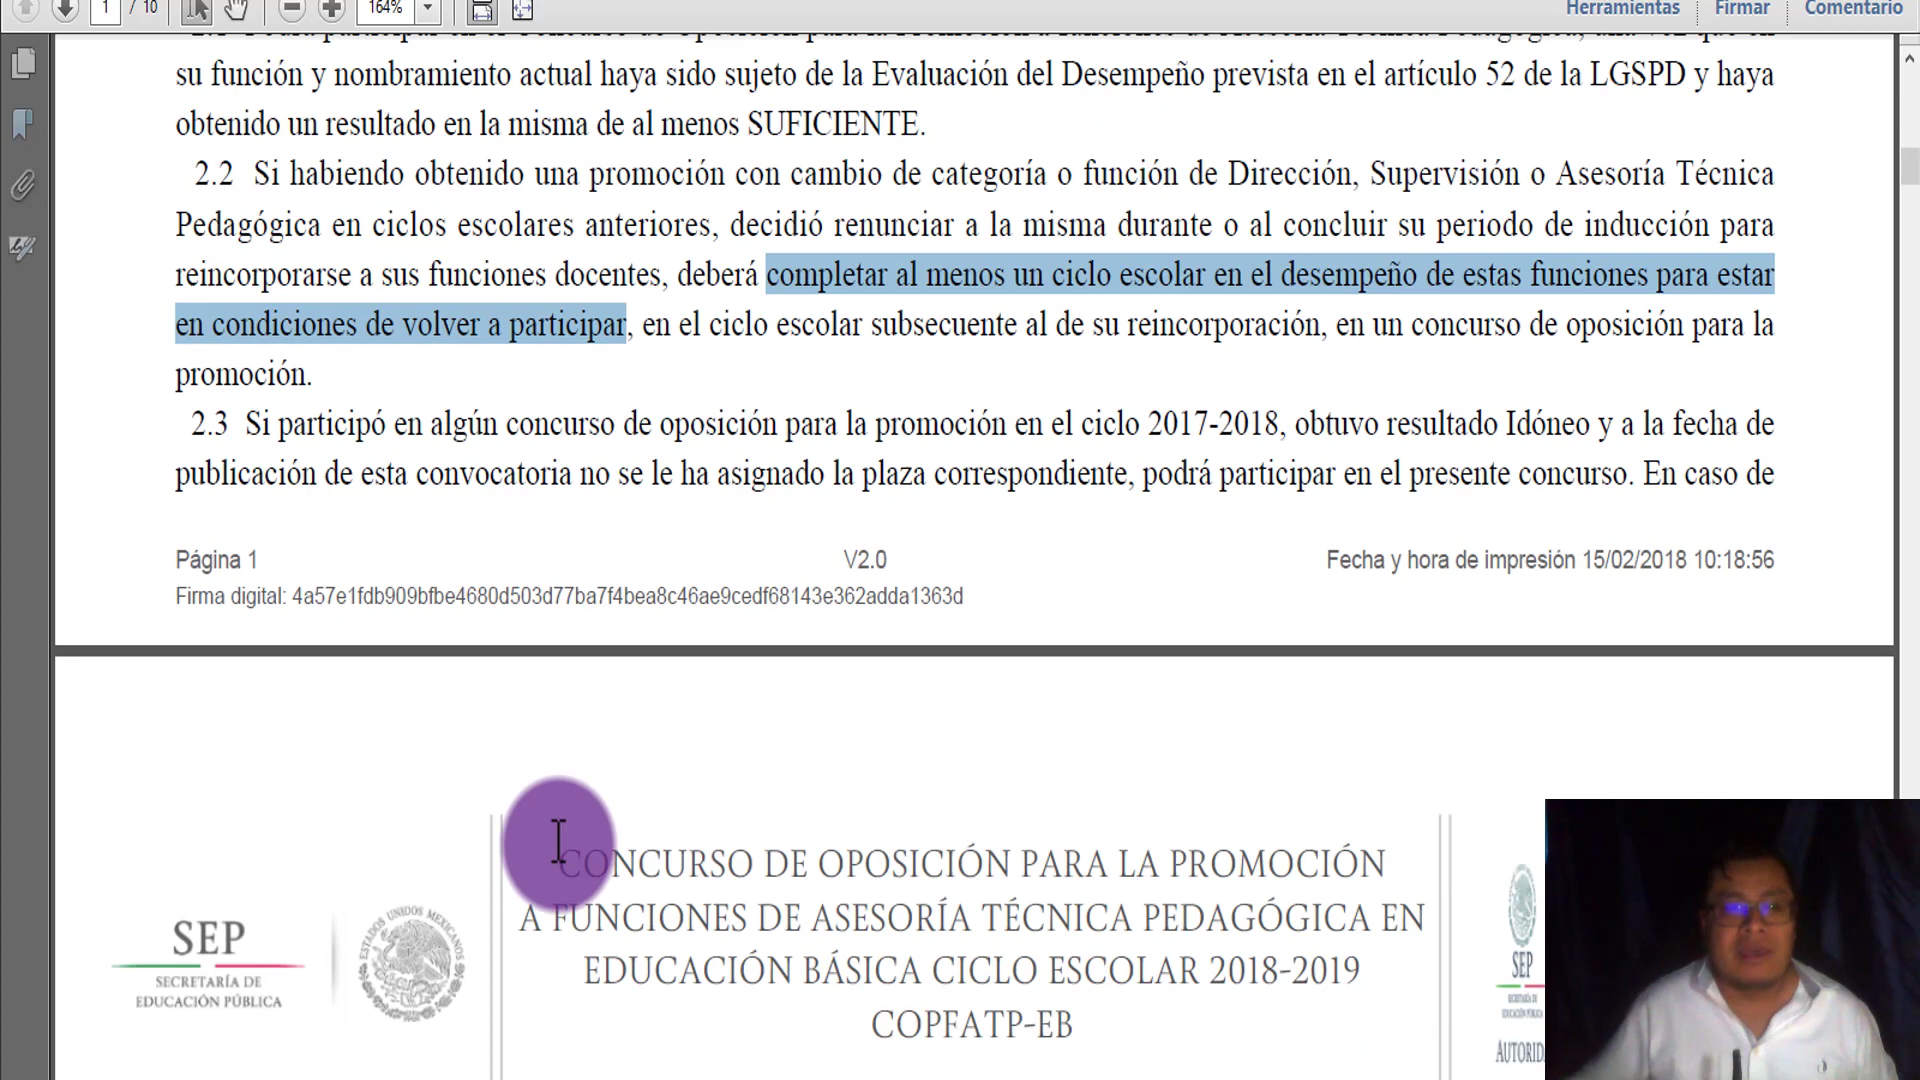 1 / 10 164% Herramientas Firmar Comentario
su función y nombramiento actual haya sido sujeto de la Evaluación del Desempeño prevista en el artículo 52 de la LGSPD y haya
obtenido un resultado en la misma de al menos SUFICIENTE.
2.2 Si habiendo obtenido una promoción con cambio de categoría o función de Dirección, Supervisión o Asesoría Técnica
Pedagógica en ciclos escolares anteriores, decidió renunciar a la misma durante o al concluir su periodo de inducción para
reincorporarse a sus funciones docentes, deberá completar al menos un ciclo escolar en el desempeño de estas funciones para estar
en condiciones de volver a participar, en el ciclo escolar subsecuente al de su reincorporación, en un concurso de oposición para la
promoción.
2.3 Si participó en algún concurso de oposición para la promoción en el ciclo 2017-2018, obtuvo resultado Idóneo y a la fecha de
publicación de esta convocatoria no se le ha asignado la plaza correspondiente, podrá participar en el presente concurso. En caso de
Página 1 V2.0 Fecha y hora de impresión 15/02/2018 10:18:56
Firma digital: 4a57e1fdb909bfbe4680d503d77ba7f4bea8c46ae9cedf68143e362adda1363d
CONCURSO DE OPOSICIÓN PARA LA PROMOCIÓN
A FUNCIONES DE ASESORÍA TÉCNICA PEDAGÓGICA EN
EDUCACIÓN BÁSICA CICLO ESCOLAR 2018-2019
COPFATP-EB
SEP
SECRETARÍA DE
EDUCACIÓN PÚBLICA
ESTADOS UNIDOS MEXICANOS
SEP
AUTORID